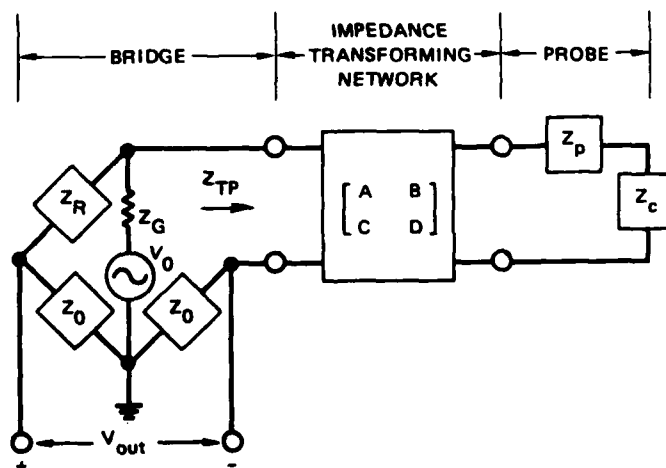 BRIDGE
IMPEDANCE
TRANSFORMING
NETWORK
PROBE
Z_R
Z_G
Z_TP
V_0
Z_0
Z_0
A B
C D
Z_p
Z_c
V_out
+ -